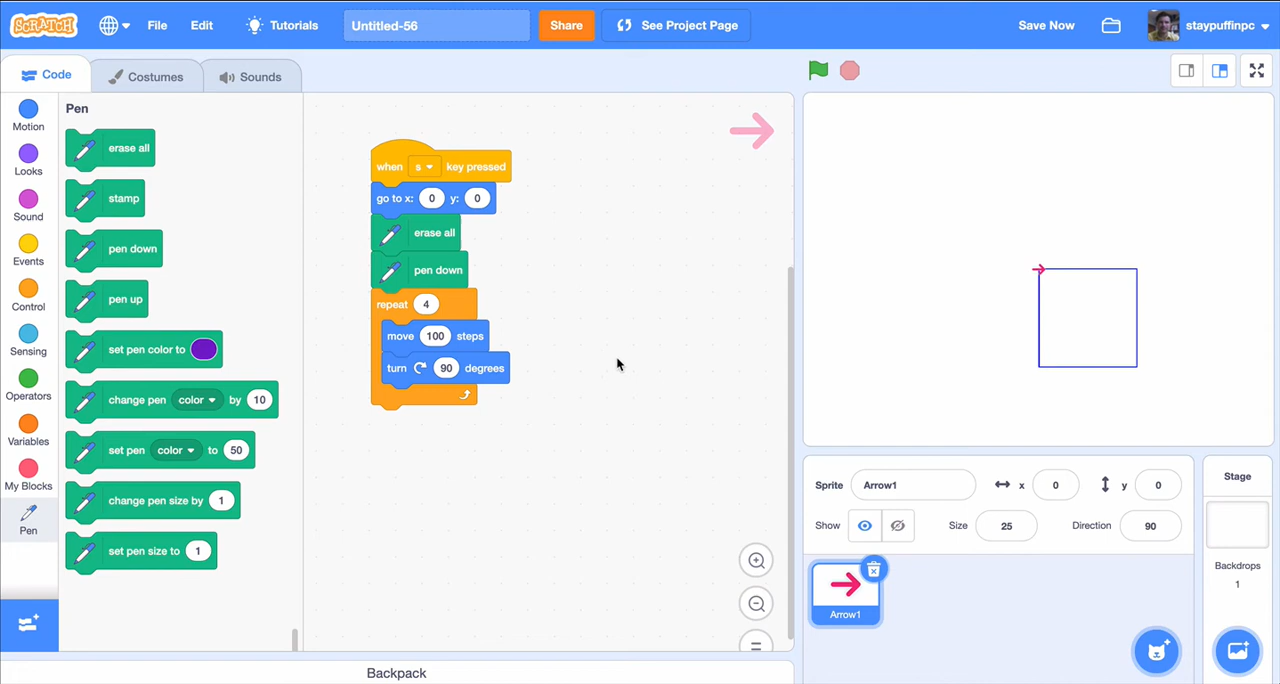 SCRATCH File Edit Tutorials Untitled-56 Share See Project Page Save Now staypuffinpc
Code Costumes Sounds
Motion
Looks
Sound
Events
Control
Sensing
Operators
Variables
My Blocks
Pen
Pen
erase all
stamp
pen down
pen up
set pen color to
change pen color by 10
set pen color to 50
change pen size by 1
set pen size to 1
when s key pressed
go to x: 0 y: 0
erase all
pen down
repeat 4
move 100 steps
turn 90 degrees
Backpack
Sprite Arrow1 x 0 y 0
Show Size 25 Direction 90
Arrow1
Stage
Backdrops
1